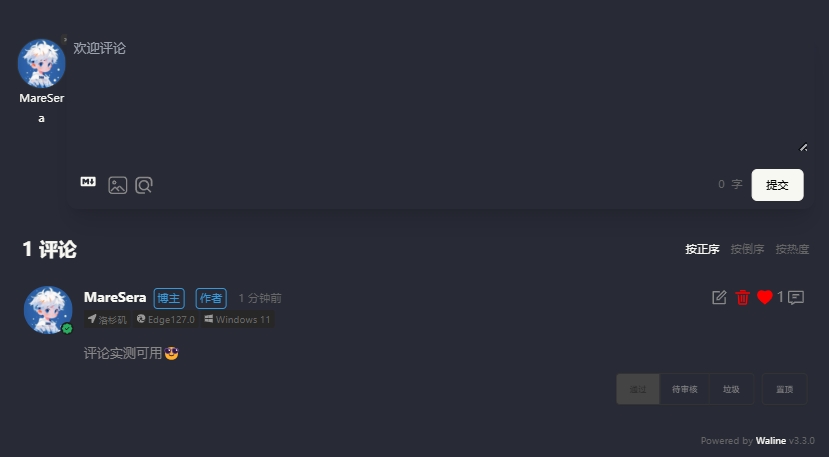 欢迎评论
MareSer
a
M↓
0 字 提交
1 评论
按正序 按倒序 按热度
MareSera 博主 作者 1 分钟前
1
洛杉矶 Edge127.0 Windows 11
评论实测可用
通过 待审核 垃圾 置顶
Powered by Waline v3.3.0